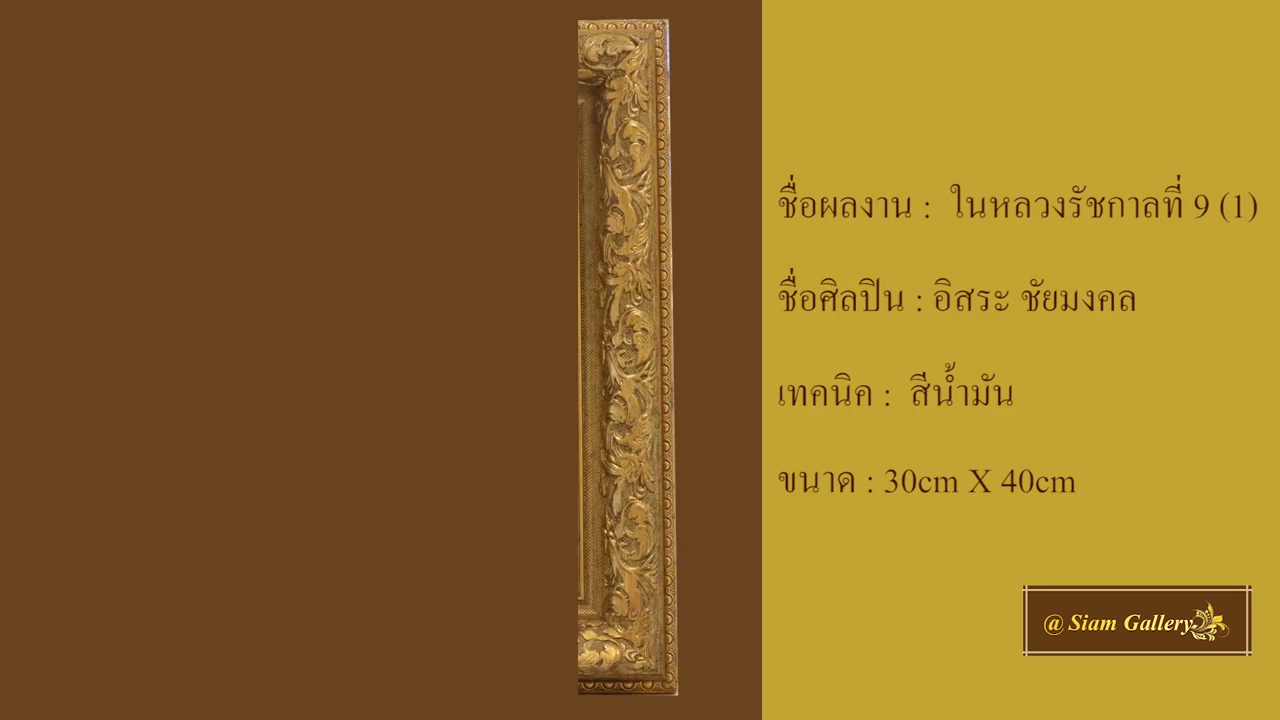 ชื่อผลงาน :  ในหลวงรัชกาลที่ 9 (1)
ชื่อศิลปิน : อิสระ ชัยมงคล
เทคนิค :  สีน้ำมัน
ขนาด : 30cm X 40cm
@ Siam Gallery